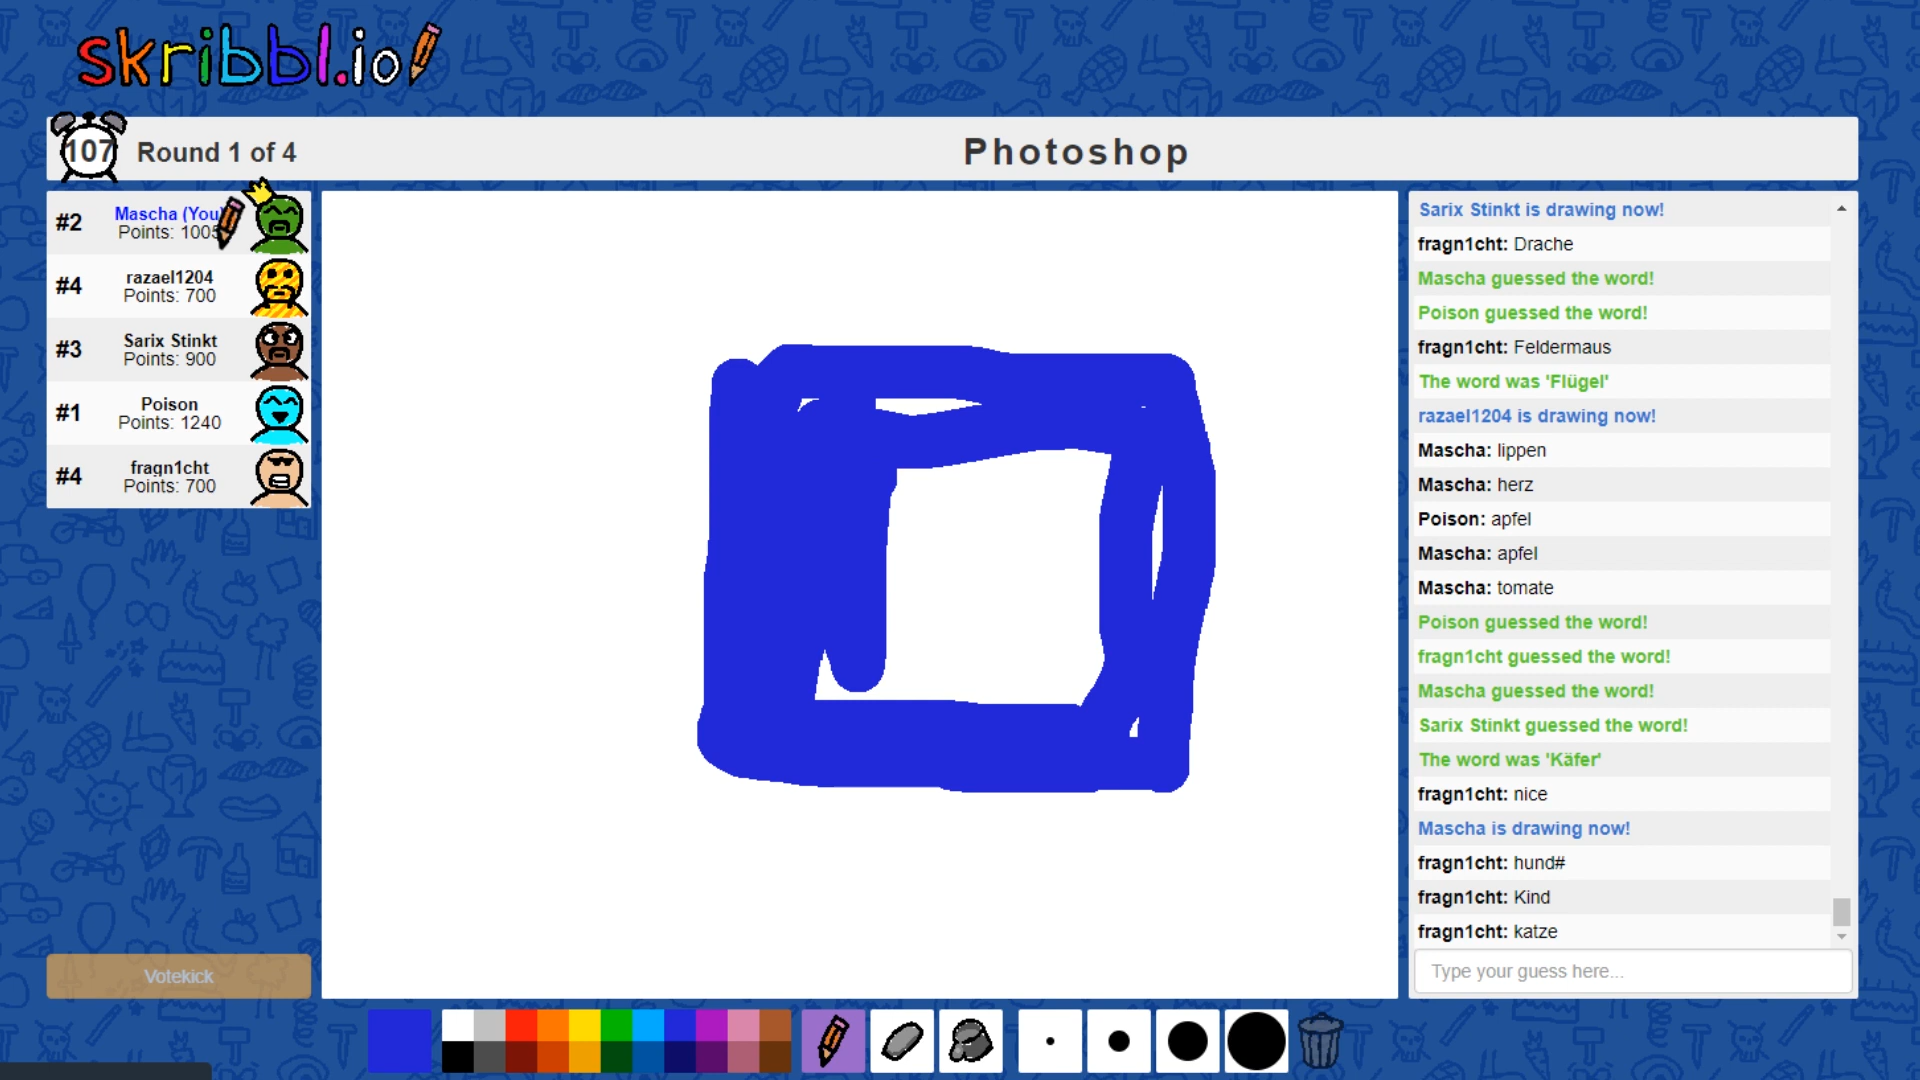 skribbl.io
107
Round 1 of 4
Photoshop
#2
Mascha (You)
Points: 1005
#4
razael1204
Points: 700
#3
Sarix Stinkt
Points: 900
#1
Poison
Points: 1240
#4
fragn1cht
Points: 700
Votekick
Sarix Stinkt is drawing now!
fragn1cht: Drache
Mascha guessed the word!
Poison guessed the word!
fragn1cht: Feldermaus
The word was 'Flügel'
razael1204 is drawing now!
Mascha: lippen
Mascha: herz
Poison: apfel
Mascha: apfel
Mascha: tomate
Poison guessed the word!
fragn1cht guessed the word!
Mascha guessed the word!
Sarix Stinkt guessed the word!
The word was 'Käfer'
fragn1cht: nice
Mascha is drawing now!
fragn1cht: hund#
fragn1cht: Kind
fragn1cht: katze
Type your guess here...